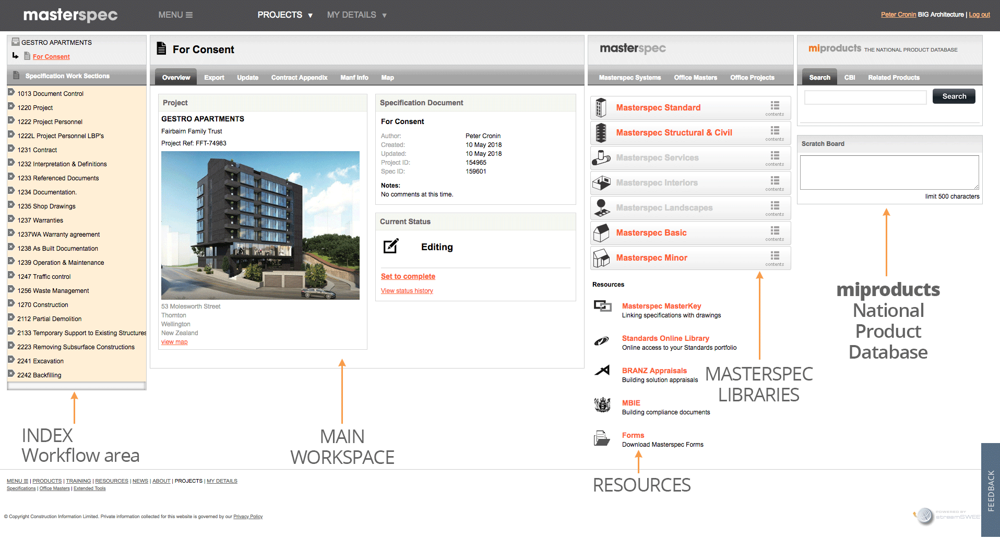 masterspec
MENU ☰
PROJECTS ▼
MY DETAILS ▼
Peter Cronin BIG Architecture | Log out
GESTRO APARTMENTS
For Consent
Specification Work Sections
1013 Document Control
1220 Project
1222 Project Personnel
1222L Project Personnel LBP's
1231 Contract
1232 Interpretation & Definitions
1233 Referenced Documents
1234 Documentation.
1235 Shop Drawings
1237 Warranties
1237WA Warranty agreement
1238 As Built Documentation
1239 Operation & Maintenance
1247 Traffic control
1256 Waste Management
1270 Construction
2112 Partial Demolition
2133 Temporary Support to Existing Structures
2223 Removing Subsurface Constructions
2241 Excavation
2242 Backfilling
INDEX
Workflow area
For Consent
Overview Export Update Contract Appendix Manf Info Map
Project
GESTRO APARTMENTS
Fairbairn Family Trust
Project Ref: FFT-74983
53 Molesworth Street
Thornton
Wellington
New Zealand
view map
Specification Document
For Consent
Author: Peter Cronin
Created: 10 May 2018
Updated: 10 May 2018
Project ID: 154965
Spec ID: 159601
Notes:
No comments at this time.
Current Status
Editing
Set to complete
View status history
MAIN
WORKSPACE
masterspec
Masterspec Systems Office Masters Office Projects
Masterspec Standard contents
Masterspec Structural & Civil contents
Masterspec Services contents
Masterspec Interiors contents
Masterspec Landscapes contents
Masterspec Basic contents
Masterspec Minor contents
Resources
Masterspec MasterKey
Linking specifications with drawings
Standards Online Library
Online access to your Standards portfolio
BRANZ Appraisals
Building solution appraisals
MBIE
Building compliance documents
Forms
Download Masterspec Forms
MASTERSPEC
LIBRARIES
RESOURCES
miproducts THE NATIONAL PRODUCT DATABASE
Search CBI Related Products
Search
Scratch Board
limit 500 characters
miproducts
National
Product
Database
FEEDBACK
MENU ☰ | PRODUCTS | TRAINING | RESOURCES | NEWS | ABOUT | PROJECTS | MY DETAILS
Specifications | Office Masters | Extended Tools
© Copyright Construction Information Limited. Private information collected for this website is governed by our Privacy Policy
POWERED BY
streamSWEE